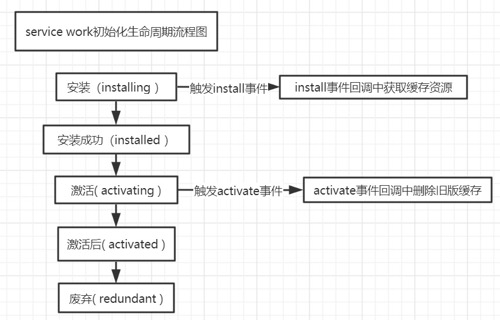 service work初始化生命周期流程图
安装（installing ）
触发install事件
install事件回调中获取缓存资源
安装成功（installed ）
激活( activating )
触发activate事件
activate事件回调中删除旧版缓存
激活后( activated )
废弃( redundant )